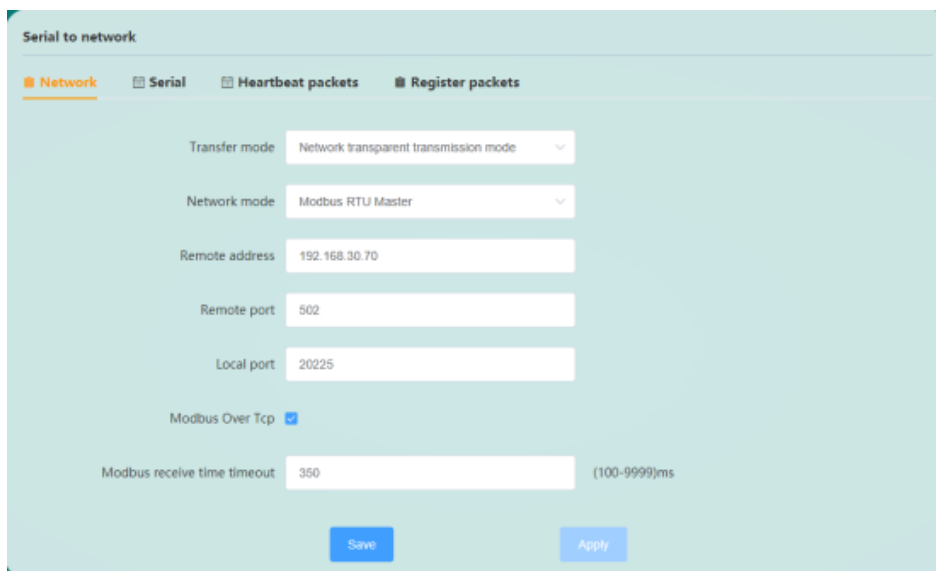 Serial to network
Network Serial Heartbeat packets Register packets
Transfer mode Network transparent transmission mode
Network mode Modbus RTU Master
Remote address 192.168.30.70
Remote port 502
Local port 20225
Modbus Over Tcp
Modbus receive time timeout 350 (100-9999)ms
Save Apply